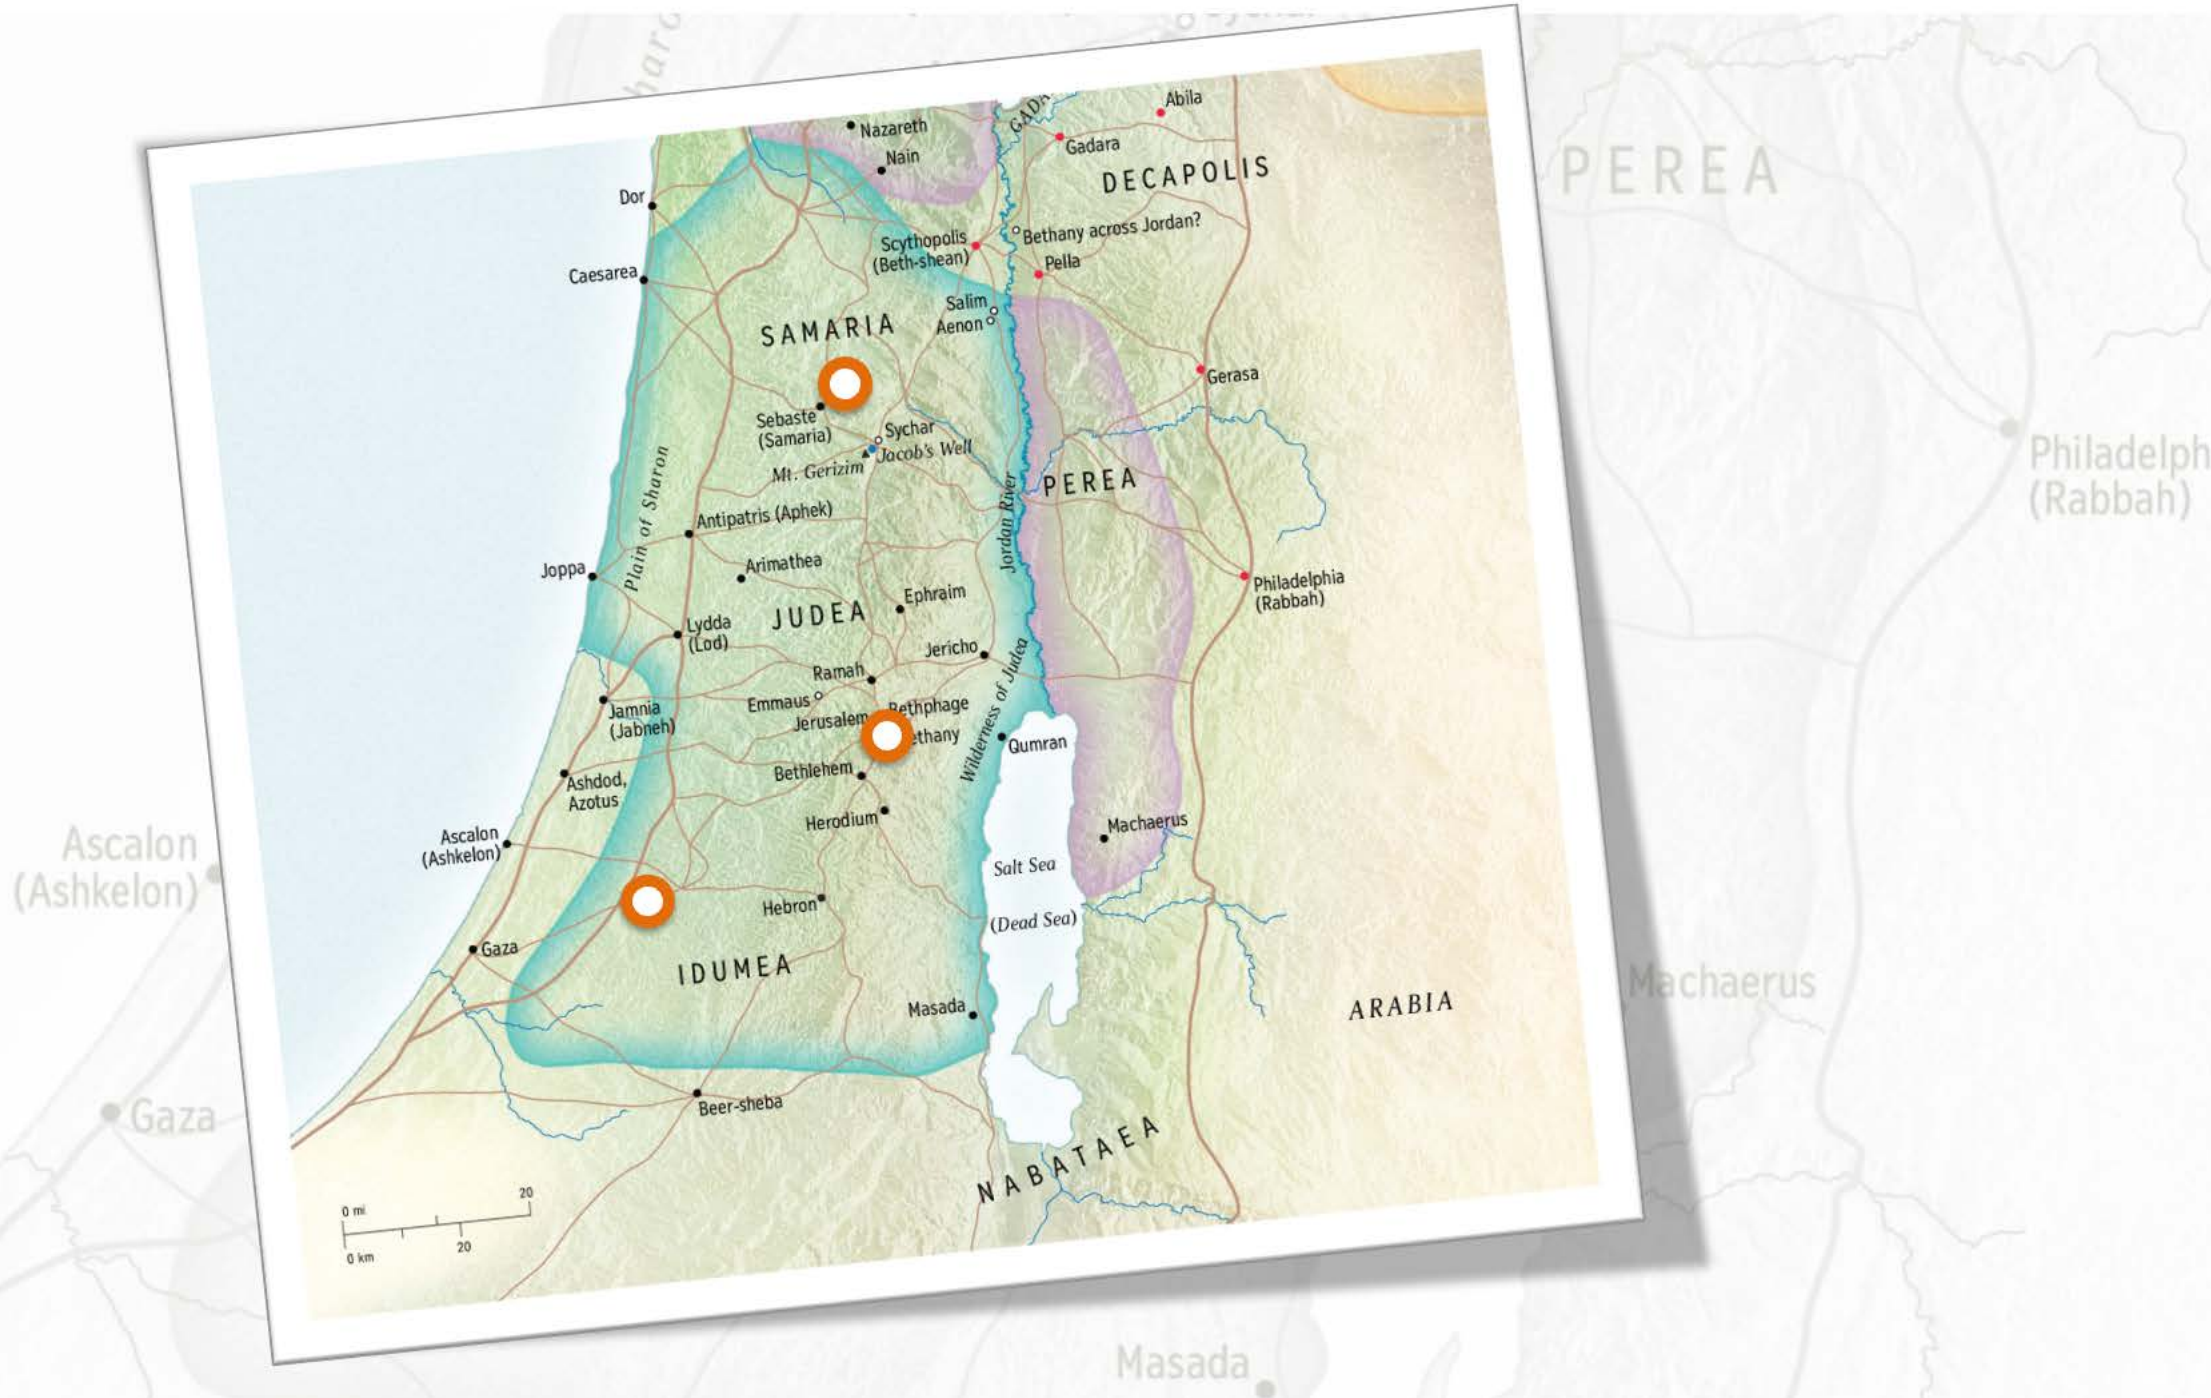 Nazareth
Nain
Abila
Gadara
DECAPOLIS
Dor
Scythopolis
(Beth-shean)
Bethany across Jordan?
Pella
Caesarea
Salim
Aenon
SAMARIA
Gerasa
Sebaste
(Samaria)
Sychar
Jacob's Well
Mt. Gerizim
PEREA
Plain of Sharon
Antipatris (Aphek)
Jordan River
Joppa
Arimathea
Ephraim
JUDEA
Philadelphia
(Rabbah)
Lydda
(Lod)
Jericho
Ramah
Emmaus
Jerusalem
Bethphage
ethany
Wilderness of Judea
Jamnia
(Jabneh)
Qumran
Bethlehem
Ashdod,
Azotus
Herodium
Machaerus
Ascalon
(Ashkelon)
Salt Sea
(Dead Sea)
Hebron
Gaza
IDUMEA
Masada
ARABIA
Beer-sheba
NABATAEA
0 mi
20
0 km
20
PEREA
Philadelph
(Rabbah)
Ascalon
(Ashkelon)
Machaerus
Gaza
Masada